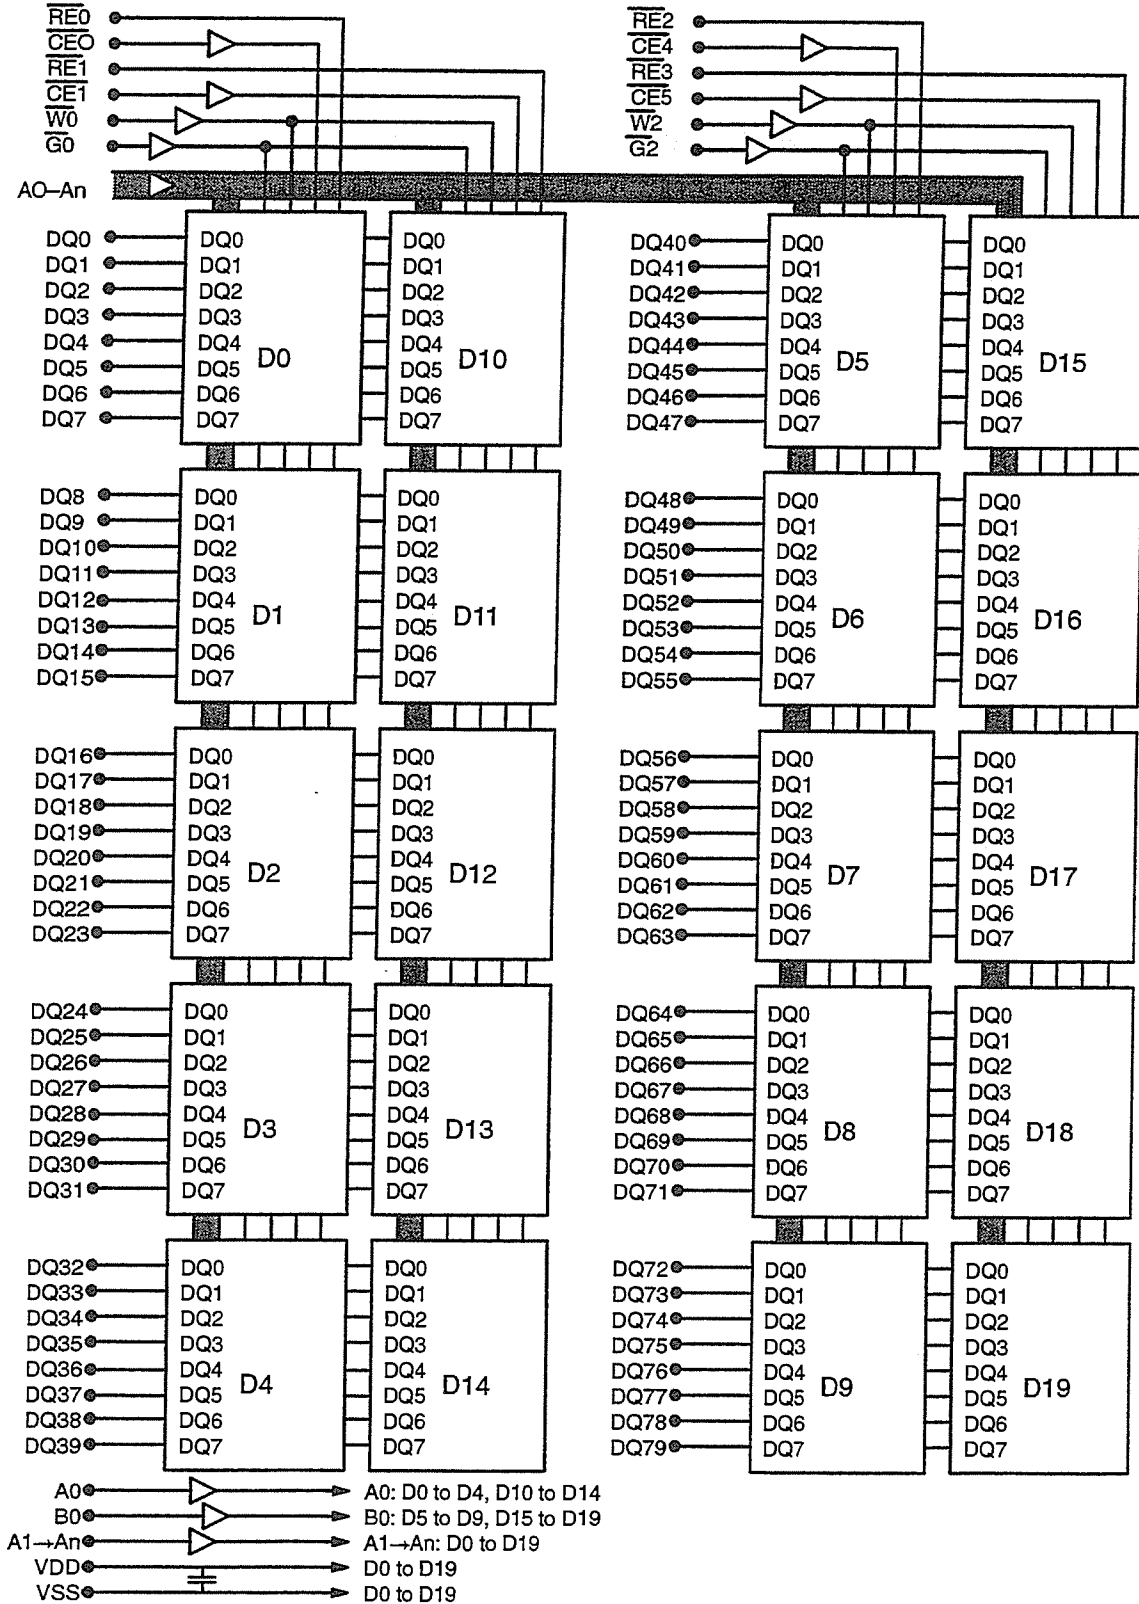 RE0
CE0
RE1
CE1
W0
G0
A0–An
RE2
CE4
RE3
CE5
W2
G2
DQ0
DQ1
DQ2
DQ3
DQ4
DQ5
DQ6
DQ7
DQ0
DQ1
DQ2
DQ3
DQ4
DQ5
DQ6
DQ7
D0
DQ0
DQ1
DQ2
DQ3
DQ4
DQ5
DQ6
DQ7
D10
DQ40
DQ41
DQ42
DQ43
DQ44
DQ45
DQ46
DQ47
DQ0
DQ1
DQ2
DQ3
DQ4
DQ5
DQ6
DQ7
D5
DQ0
DQ1
DQ2
DQ3
DQ4
DQ5
DQ6
DQ7
D15
DQ8
DQ9
DQ10
DQ11
DQ12
DQ13
DQ14
DQ15
DQ0
DQ1
DQ2
DQ3
DQ4
DQ5
DQ6
DQ7
D1
DQ0
DQ1
DQ2
DQ3
DQ4
DQ5
DQ6
DQ7
D11
DQ48
DQ49
DQ50
DQ51
DQ52
DQ53
DQ54
DQ55
DQ0
DQ1
DQ2
DQ3
DQ4
DQ5
DQ6
DQ7
D6
DQ0
DQ1
DQ2
DQ3
DQ4
DQ5
DQ6
DQ7
D16
DQ16
DQ17
DQ18
DQ19
DQ20
DQ21
DQ22
DQ23
DQ0
DQ1
DQ2
DQ3
DQ4
DQ5
DQ6
DQ7
D2
DQ0
DQ1
DQ2
DQ3
DQ4
DQ5
DQ6
DQ7
D12
DQ56
DQ57
DQ58
DQ59
DQ60
DQ61
DQ62
DQ63
DQ0
DQ1
DQ2
DQ3
DQ4
DQ5
DQ6
DQ7
D7
DQ0
DQ1
DQ2
DQ3
DQ4
DQ5
DQ6
DQ7
D17
DQ24
DQ25
DQ26
DQ27
DQ28
DQ29
DQ30
DQ31
DQ0
DQ1
DQ2
DQ3
DQ4
DQ5
DQ6
DQ7
D3
DQ0
DQ1
DQ2
DQ3
DQ4
DQ5
DQ6
DQ7
D13
DQ64
DQ65
DQ66
DQ67
DQ68
DQ69
DQ70
DQ71
DQ0
DQ1
DQ2
DQ3
DQ4
DQ5
DQ6
DQ7
D8
DQ0
DQ1
DQ2
DQ3
DQ4
DQ5
DQ6
DQ7
D18
DQ32
DQ33
DQ34
DQ35
DQ36
DQ37
DQ38
DQ39
DQ0
DQ1
DQ2
DQ3
DQ4
DQ5
DQ6
DQ7
D4
DQ0
DQ1
DQ2
DQ3
DQ4
DQ5
DQ6
DQ7
D14
DQ72
DQ73
DQ74
DQ75
DQ76
DQ77
DQ78
DQ79
DQ0
DQ1
DQ2
DQ3
DQ4
DQ5
DQ6
DQ7
D9
DQ0
DQ1
DQ2
DQ3
DQ4
DQ5
DQ6
DQ7
D19
A0 A0: D0 to D4, D10 to D14
B0 B0: D5 to D9, D15 to D19
A1→An A1→An: D0 to D19
VDD D0 to D19
VSS D0 to D19